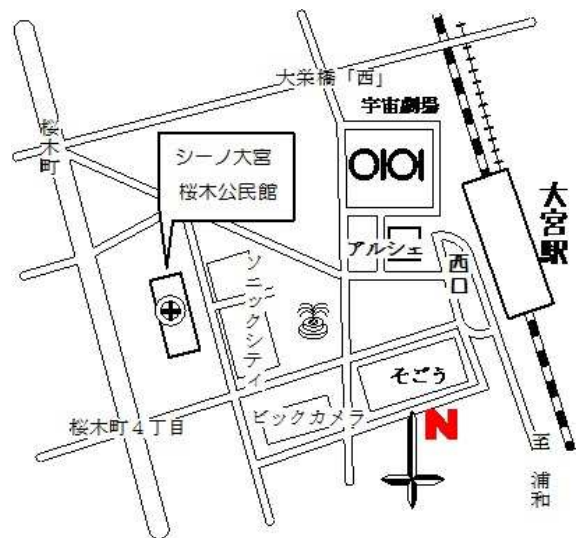 大栄橋「西」
宇宙劇場
桜木町
シーノ大宮
桜木公民館
OIOI
大宮駅
アルシェ
西口
ソニックシティ
そごう
桜木町4丁目
ビックカメラ
N
至 浦和